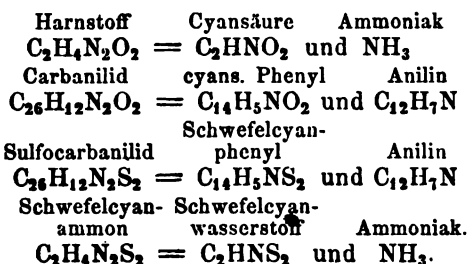 Harnstoff Cyansäure Ammoniak
C₂H₄N₂O₂ = C₂HNO₂ und NH₃
Carbanilid cyans. Phenyl Anilin
C₂₆H₁₂N₂O₂ = C₁₄H₅NO₂ und C₁₂H₇N
Schwefelcyan-
Sulfocarbanilid phenyl Anilin
C₂₆H₁₂N₂S₂ = C₁₄H₅NS₂ und C₁₂H₇N
Schwefelcyan- Schwefelcyan-
ammon wasserstoff Ammoniak.
C₂H₄N₂S₂ = C₂HNS₂ und NH₃.